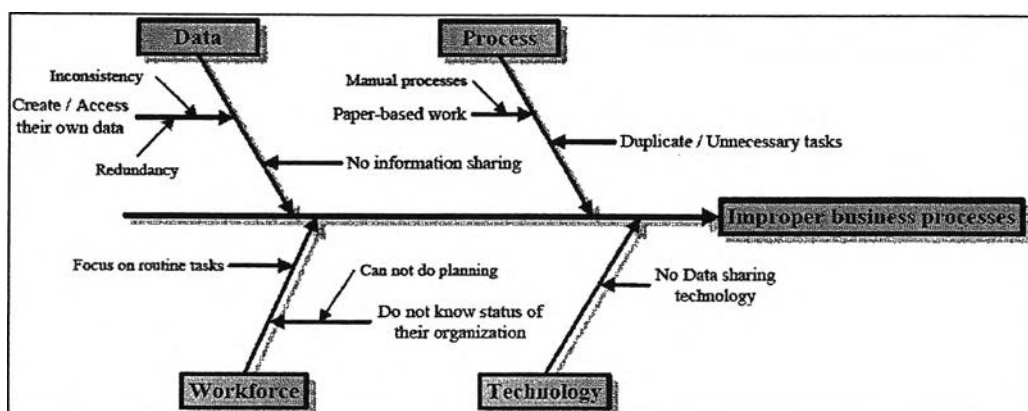 Data
Process
Inconsistency
Manual processes
Create / Access
their own data
Paper-based work
Duplicate / Unnecessary tasks
Redundancy
No information sharing
Improper business processes
Focus on routine tasks
Can not do planning
No Data sharing
technology
Do not know status of
their organization
Workforce
Technology